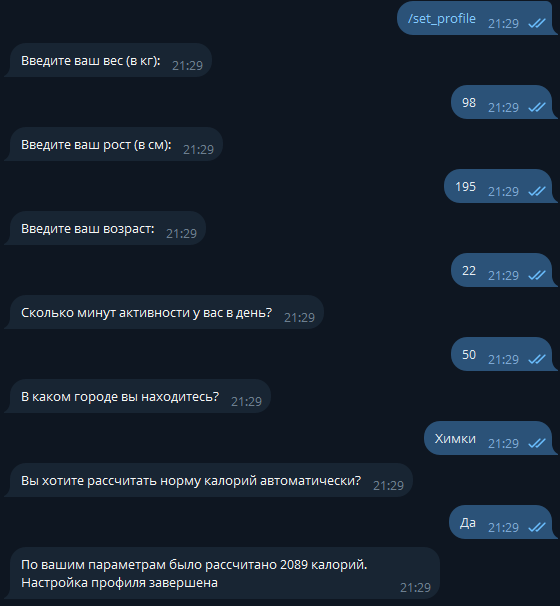 /set_profile 21:29
Введите ваш вес (в кг): 21:29
98 21:29
Введите ваш рост (в см): 21:29
195 21:29
Введите ваш возраст: 21:29
22 21:29
Сколько минут активности у вас в день? 21:29
50 21:29
В каком городе вы находитесь? 21:29
Химки 21:29
Вы хотите рассчитать норму калорий автоматически? 21:29
Да 21:29
По вашим параметрам было рассчитано 2089 калорий.
Настройка профиля завершена 21:29